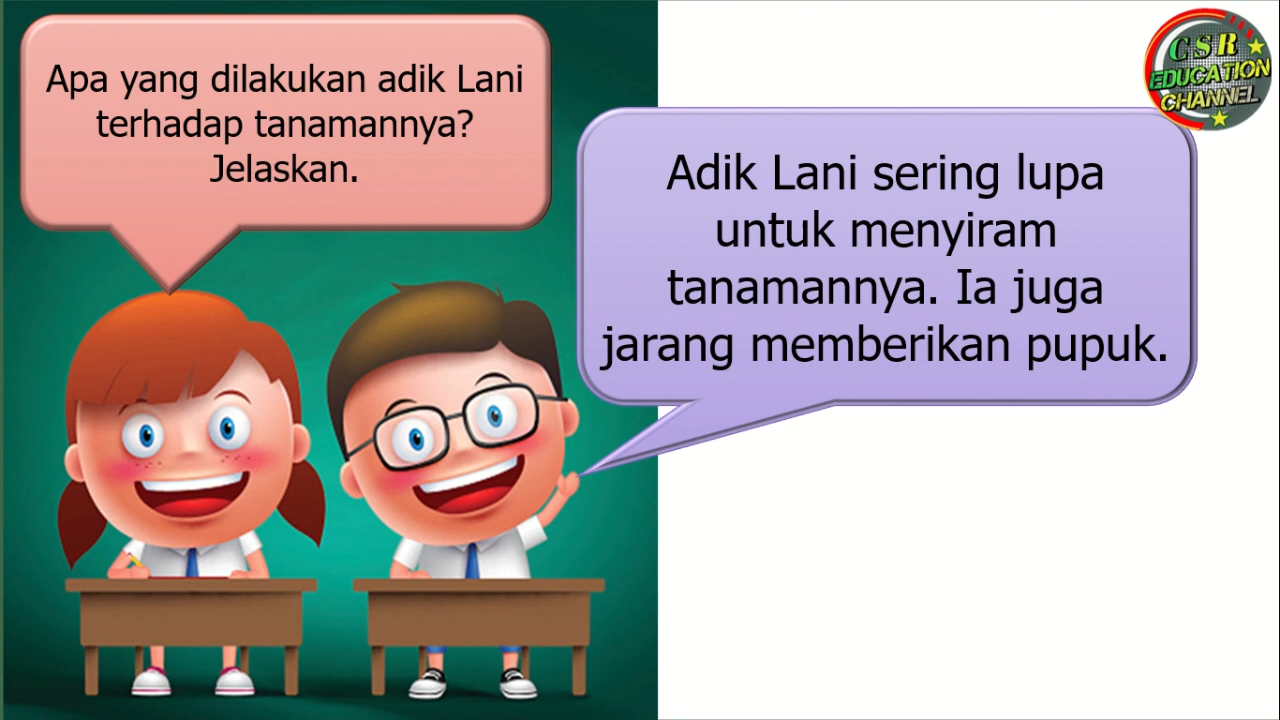 Apa yang dilakukan adik Lani
terhadap tanamannya?
Jelaskan.
Adik Lani sering lupa
untuk menyiram
tanamannya. Ia juga
jarang memberikan pupuk.
CSR
EDUCATION
CHANNEL